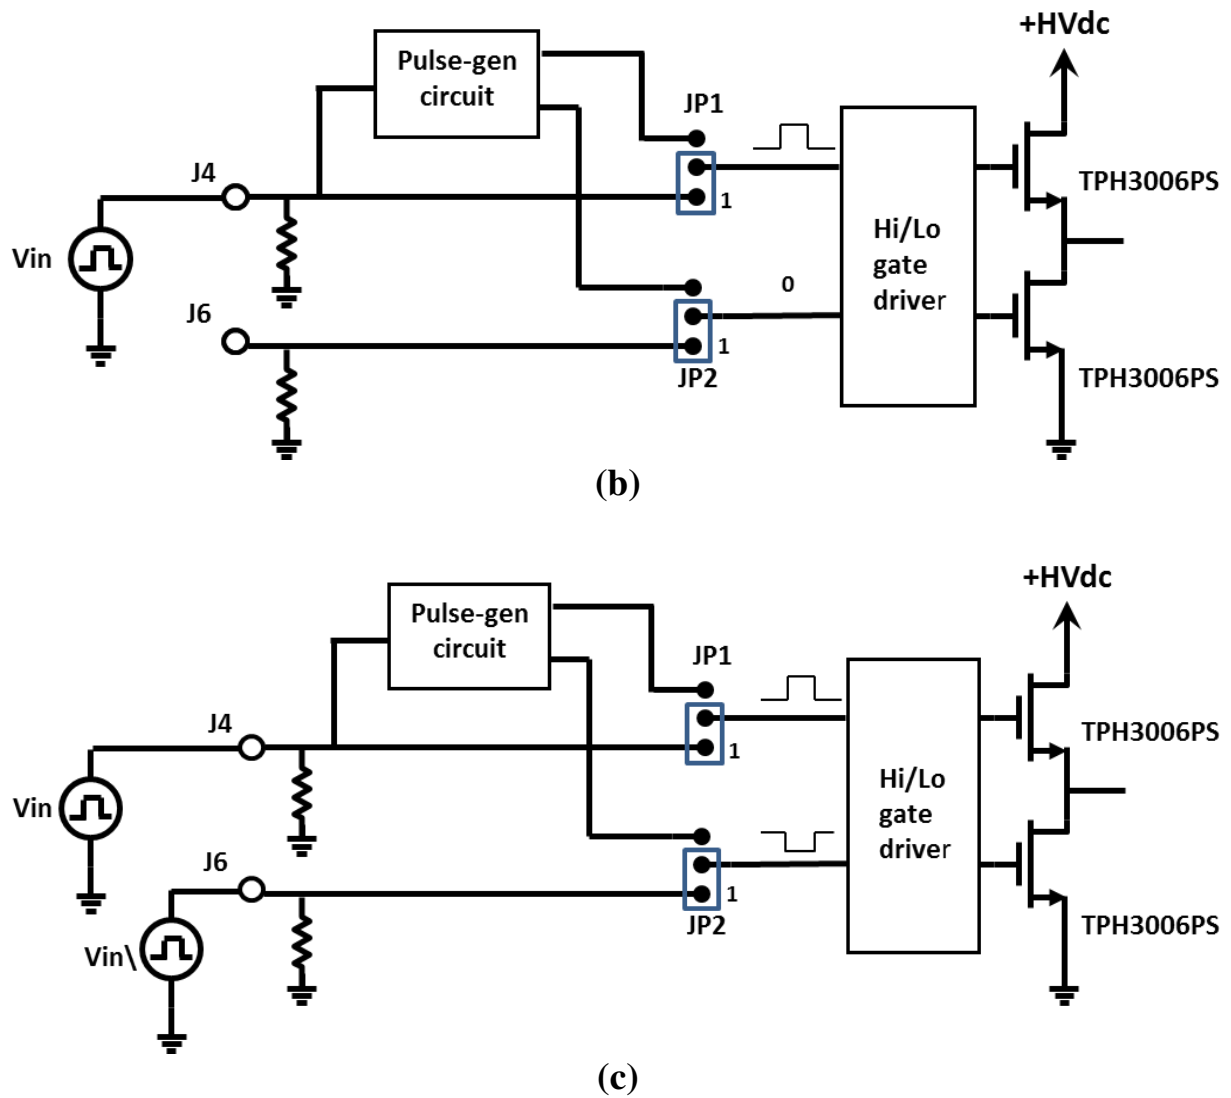 +HVdc
Pulse-gen
circuit
JP1
J4
TPH3006PS
1
Hi/Lo
gate
driver
Vin
0
J6
1
JP2
TPH3006PS
(b)
+HVdc
Pulse-gen
circuit
JP1
J4
TPH3006PS
1
Hi/Lo
gate
driver
Vin
J6
1
JP2
TPH3006PS
Vin\
(c)